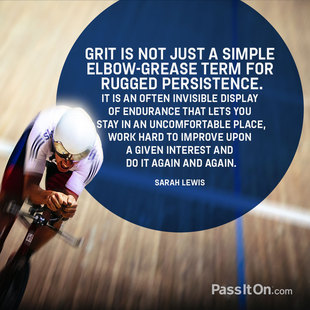 GRIT IS NOT JUST A SIMPLE
ELBOW-GREASE TERM FOR
RUGGED PERSISTENCE.
IT IS AN OFTEN INVISIBLE DISPLAY
OF ENDURANCE THAT LETS YOU
STAY IN AN UNCOMFORTABLE PLACE,
WORK HARD TO IMPROVE UPON
A GIVEN INTEREST AND
DO IT AGAIN AND AGAIN.
SARAH LEWIS
PassItOn.com